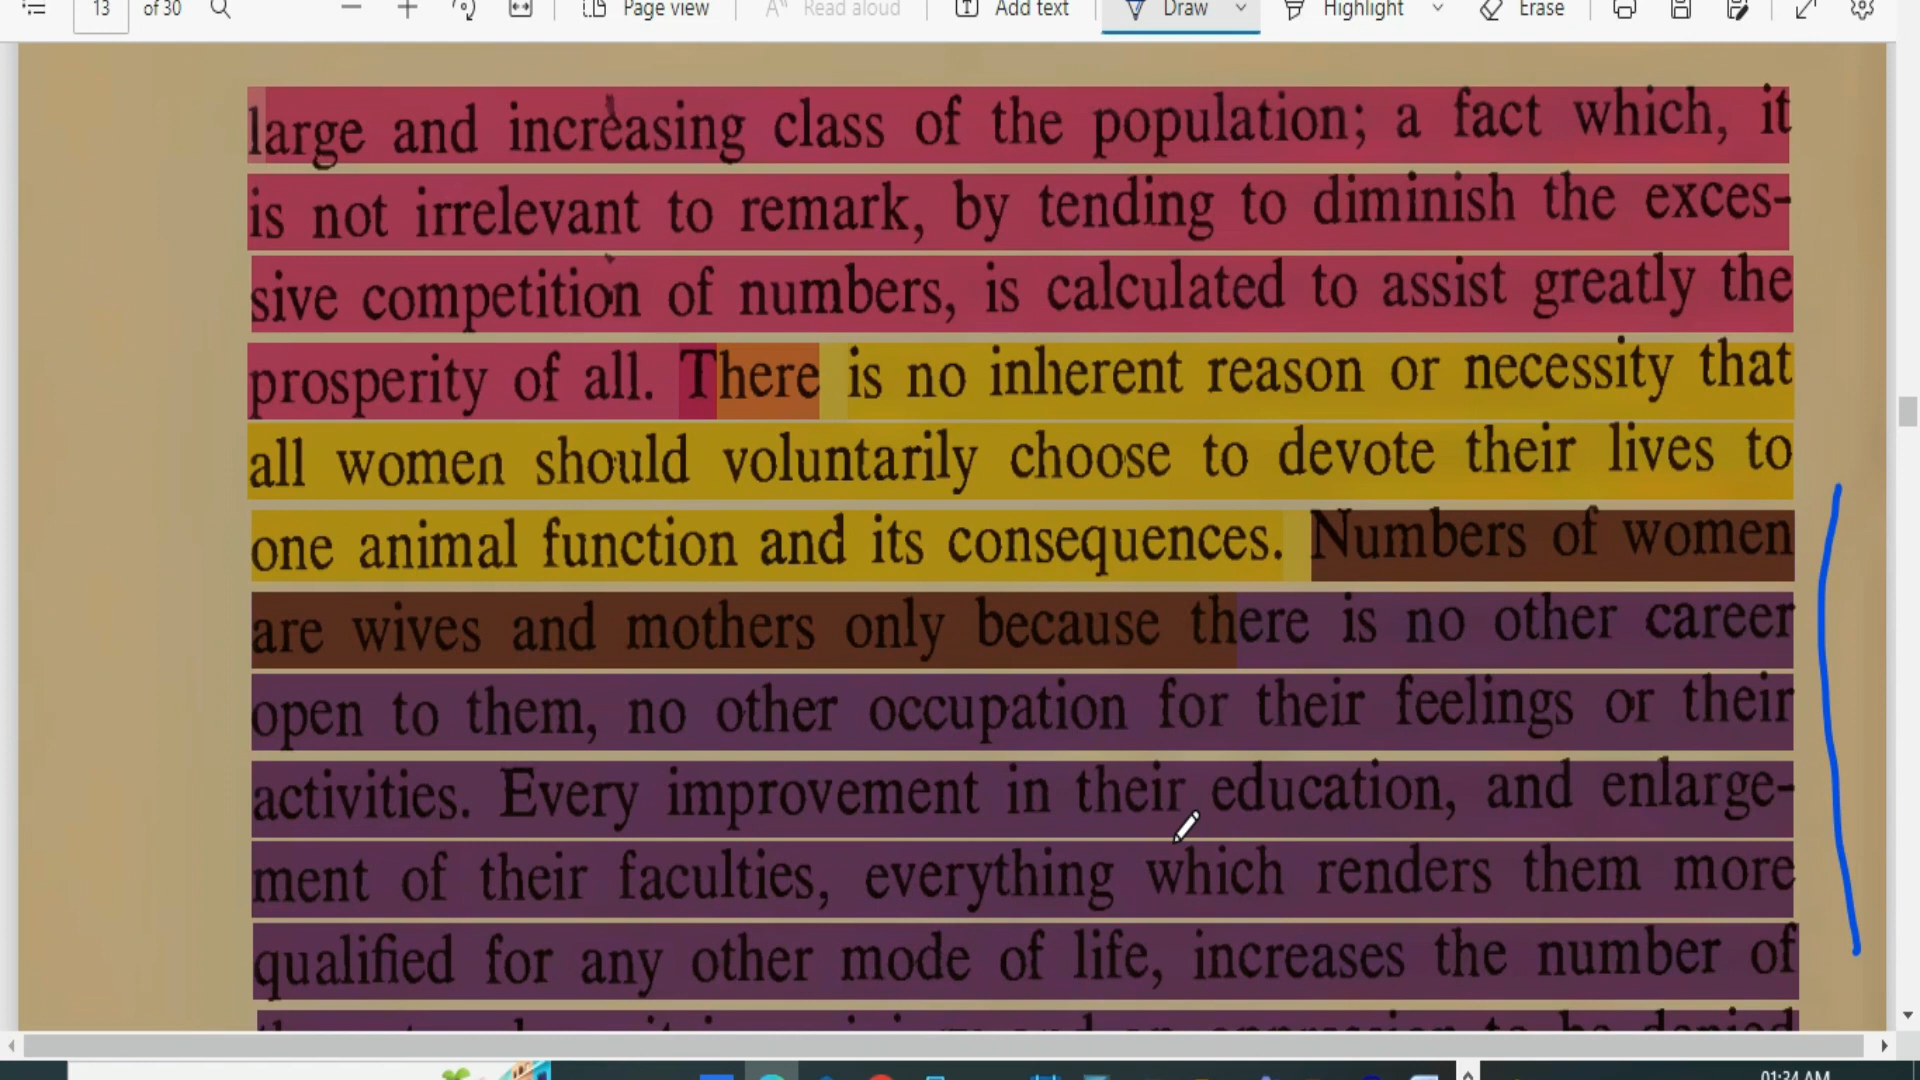 13 of 30 Page view Read aloud Add text Draw Highlight Erase
large and increasing class of the population; a fact which, it
is not irrelevant to remark, by tending to diminish the exces-
sive competition of numbers, is calculated to assist greatly the
prosperity of all. There is no inherent reason or necessity that
all women should voluntarily choose to devote their lives to
one animal function and its consequences. Numbers of women
are wives and mothers only because there is no other career
open to them, no other occupation for their feelings or their
activities. Every improvement in their education, and enlarge-
ment of their faculties, everything which renders them more
qualified for any other mode of life, increases the number of
01:34 AM